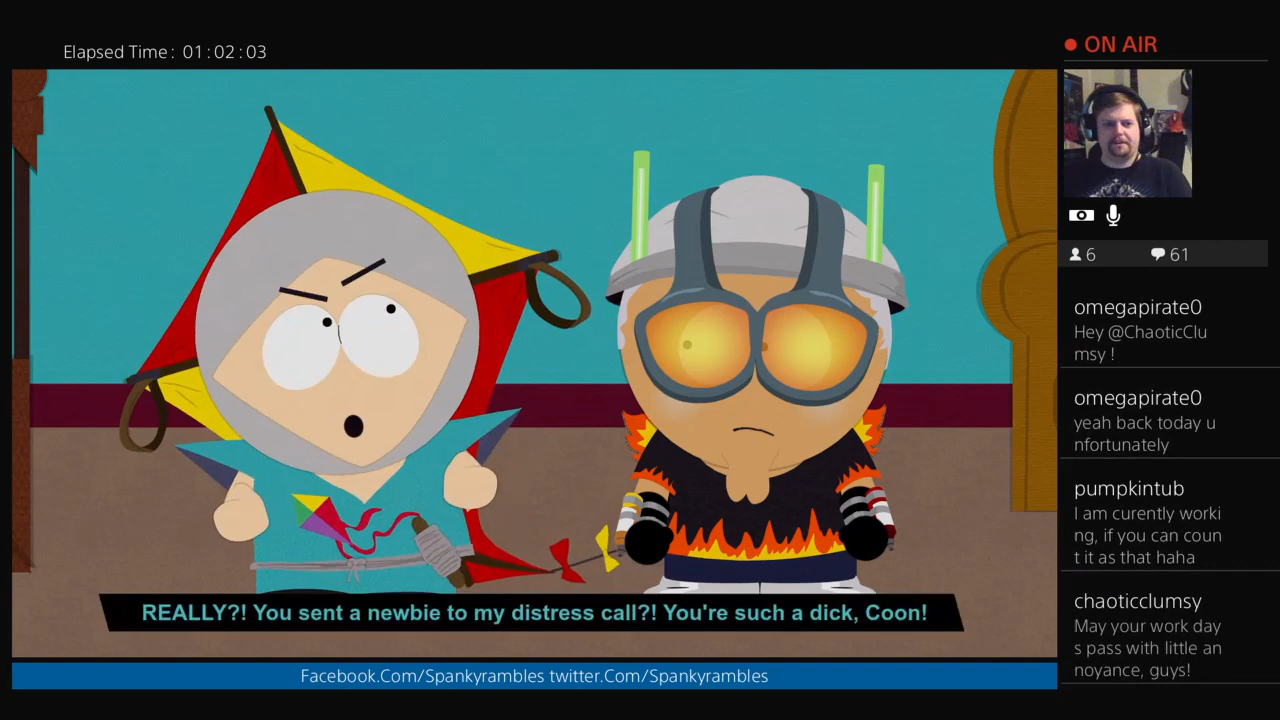 Elapsed Time: 01:02:03
ON AIR
6
61
omegapirate0
Hey @ChaoticClu
msy !
omegapirate0
yeah back today u
nfortunately
pumpkintub
I am curently worki
ng, if you can coun
t it as that haha
chaoticclumsy
May your work day
s pass with little an
noyance, guys!
REALLY?! You sent a newbie to my distress call?! You're such a dick, Coon!
Facebook.Com/Spankyrambles twitter.Com/Spankyrambles